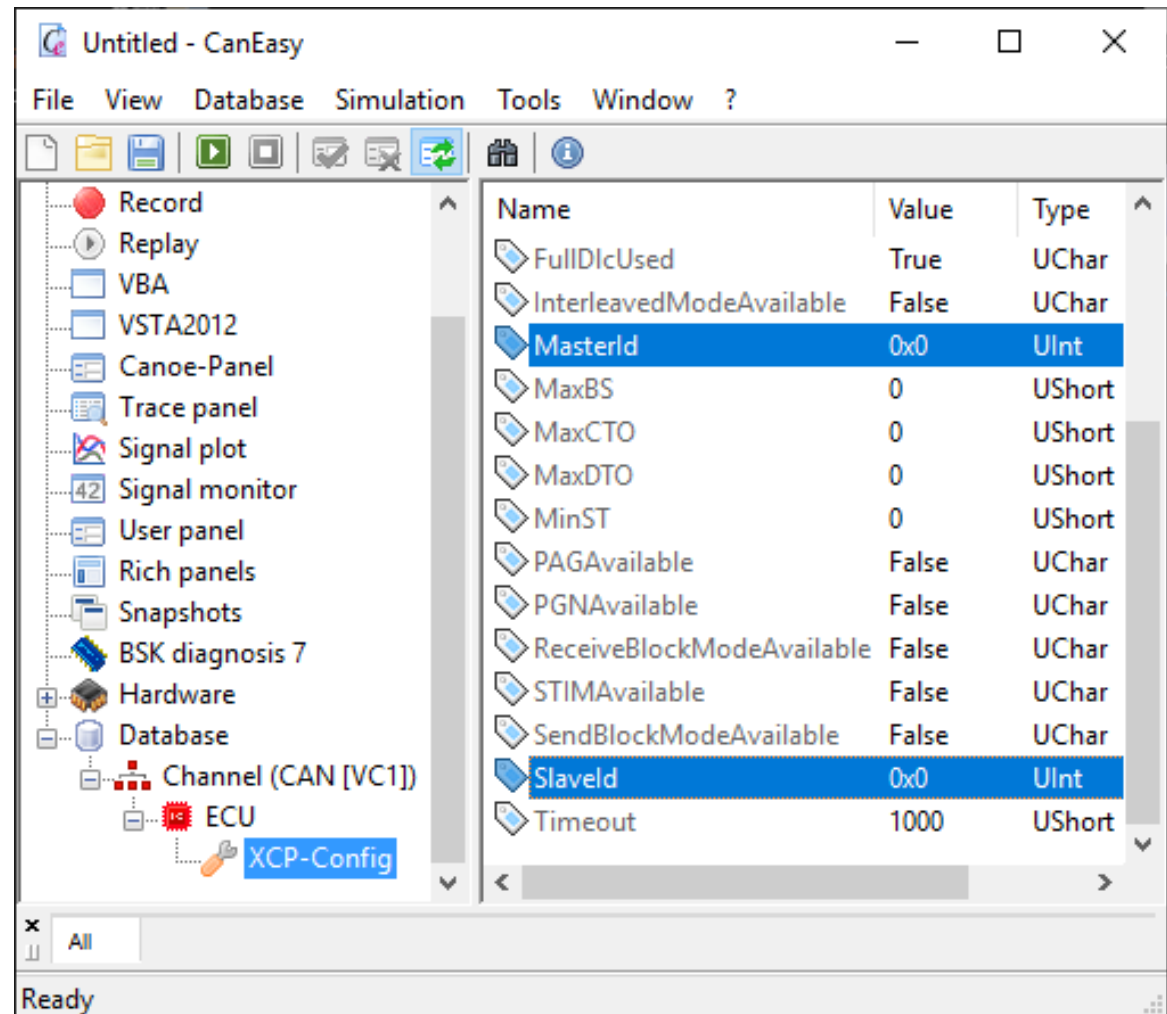 Untitled - CanEasy
File View Database Simulation Tools Window ?
Record
Replay
VBA
VSTA2012
Canoe-Panel
Trace panel
Signal plot
42 Signal monitor
User panel
Rich panels
Snapshots
BSK diagnosis 7
Hardware
Database
Channel (CAN [VC1])
ECU
XCP-Config
Name Value Type
FullDlcUsed True UChar
InterleavedModeAvailable False UChar
MasterId 0x0 UInt
MaxBS 0 UShort
MaxCTO 0 UShort
MaxDTO 0 UShort
MinST 0 UShort
PAGAvailable False UChar
PGNAvailable False UChar
ReceiveBlockModeAvailable False UChar
STIMAvailable False UChar
SendBlockModeAvailable False UChar
SlaveId 0x0 UInt
Timeout 1000 UShort
All
Ready